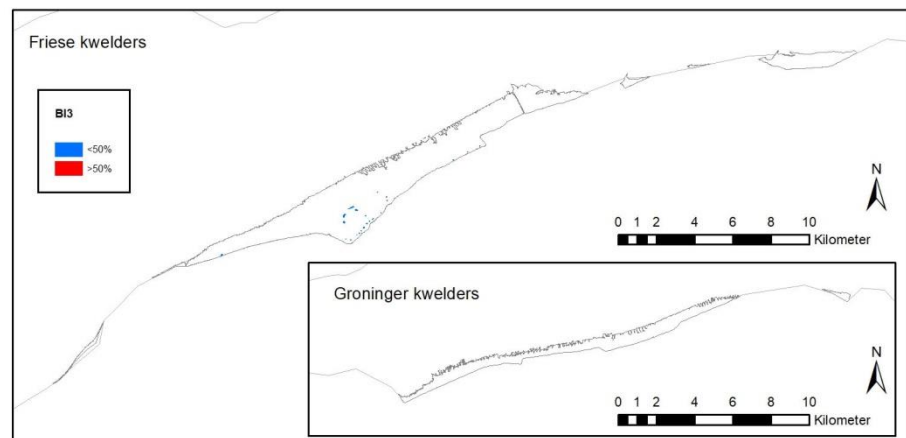 Friese kwelders
BI3
<50%
>50%
N
0 1 2 4 6 8 10
Kilometer
Groninger kwelders
N
0 1 2 4 6 8 10
Kilometer